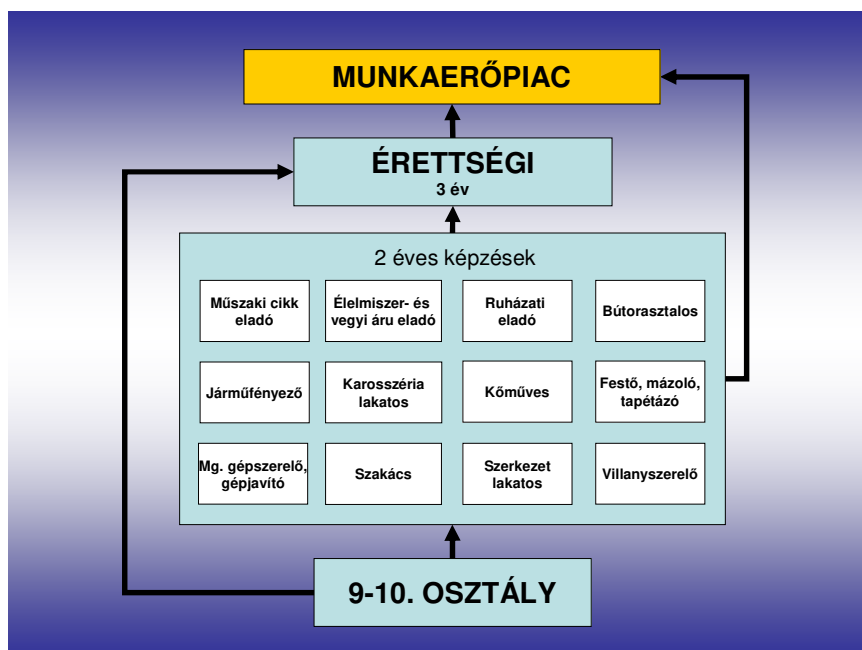 MUNKAERŐPIAC
ÉRETTSÉGI
3 év
2 éves képzések
Műszaki cikk
eladó
Élelmiszer- és
vegyi áru eladó
Ruházati
eladó
Bútorasztalos
Járműfényező
Karosszéria
lakatos
Kőműves
Festő, mázoló,
tapétázó
Mg. gépszerelő,
gépjavító
Szakács
Szerkezet
lakatos
Villanyszerelő
9-10. OSZTÁLY